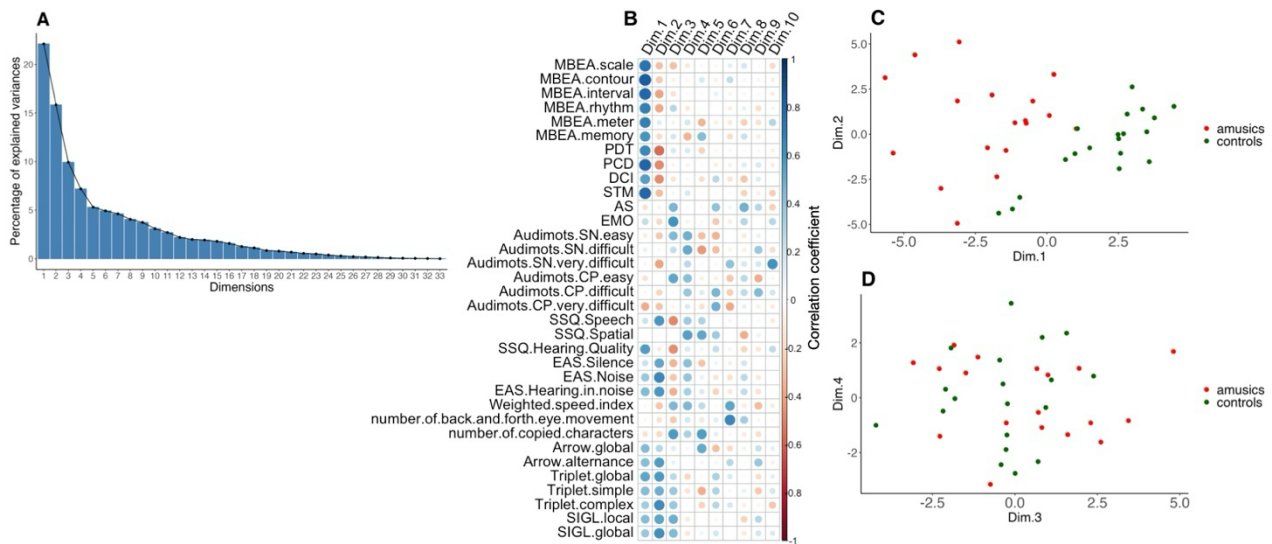 A
Percentage of explained variances
20
15
10
5
0
1 2 3 4 5 6 7 8 9 10 11 12 13 14 15 16 17 18 19 20 21 22 23 24 25 26 27 28 29 30 31 32 33
Dimensions
B
Dim.1 Dim.2 Dim.3 Dim.4 Dim.5 Dim.6 Dim.7 Dim.8 Dim.9 Dim.10
MBEA.scale
MBEA.contour
MBEA.interval
MBEA.rhythm
MBEA.meter
MBEA.memory
PDT
PCD
DCI
STM
AS
EMO
Audimots.SN.easy
Audimots.SN.difficult
Audimots.SN.very.difficult
Audimots.CP.easy
Audimots.CP.difficult
Audimots.CP.very.difficult
SSQ.Speech
SSQ.Spatial
SSQ.Hearing.Quality
EAS.Silence
EAS.Noise
EAS.Hearing.in.noise
Weighted.speed.index
number.of.back.and.forth.eye.movement
number.of.copied.characters
Arrow.global
Arrow.alternance
Triplet.global
Triplet.simple
Triplet.complex
SIGL.local
SIGL.global
1
0.8
0.6
0.4
0.2
0
-0.2
-0.4
-0.6
-0.8
-1
Correlation coefficient
C
Dim.2
5.0
2.5
0.0
-2.5
-5.0
-5.0 -2.5 0.0 2.5
Dim.1
amusics
controls
D
Dim.4
2
0
-2
-2.5 0.0 2.5 5.0
Dim.3
amusics
controls